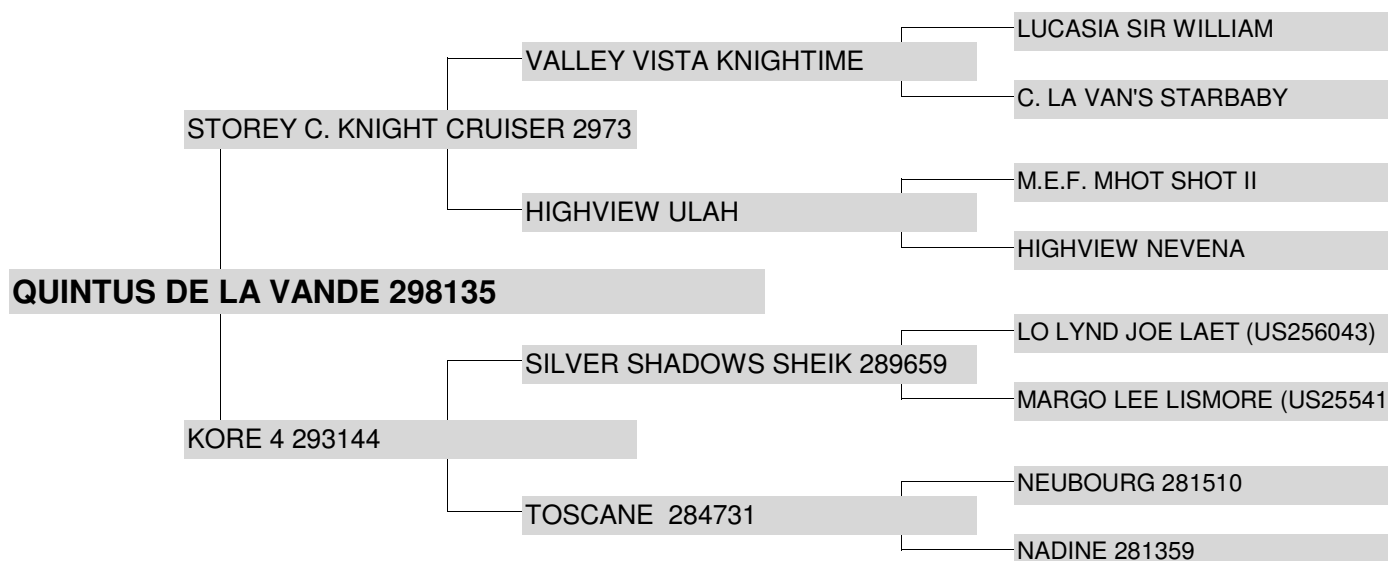 LUCASIA SIR WILLIAM
VALLEY VISTA KNIGHTIME
C. LA VAN'S STARBABY
STOREY C. KNIGHT CRUISER 2973
M.E.F. MHOT SHOT II
HIGHVIEW ULAH
HIGHVIEW NEVENA
QUINTUS DE LA VANDE 298135
LO LYND JOE LAET (US256043)
SILVER SHADOWS SHEIK 289659
MARGO LEE LISMORE (US25541
KORE 4 293144
NEUBOURG 281510
TOSCANE 284731
NADINE 281359